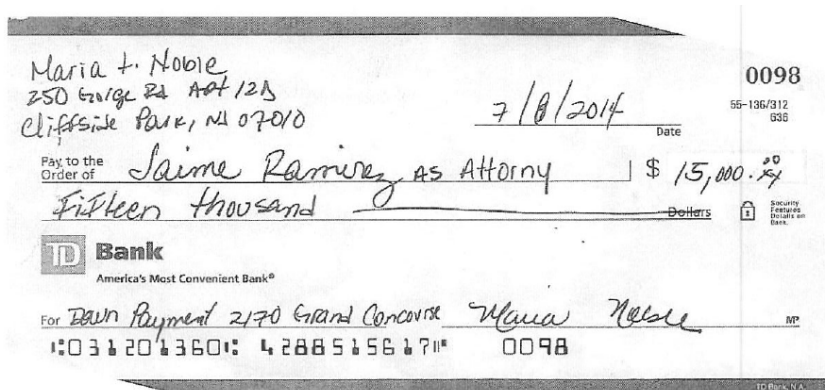 Maria t. Noble
0098
250 Gorge Rd Apt 12B
55-136/312
636
Cliffside Park, NJ 07010
7/8/2014
Date
Pay to the
Order of Jaime Ramirez As Attorny $ 15,000.00/xx
Fifteen thousand Dollars
Security
Features
Details on
Back.
TD Bank
America's Most Convenient Bank®
For Down Payment 2170 Grand Concourse Maria Noble MP
⑆031201360⑆ 4288515617⑈ 0098
TD Bank, N.A.